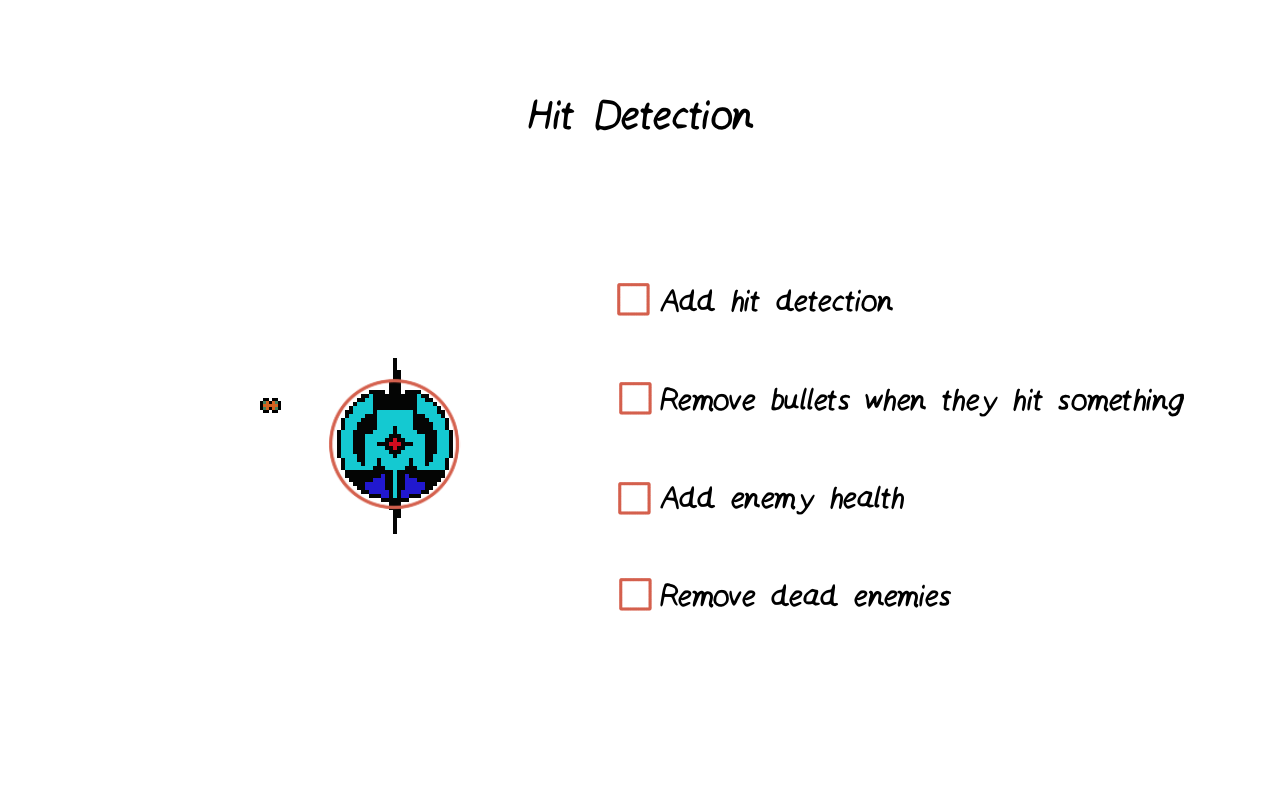 Hit Detection
Add hit detection
Remove bullets when they hit something
Add enemy health
Remove dead enemies